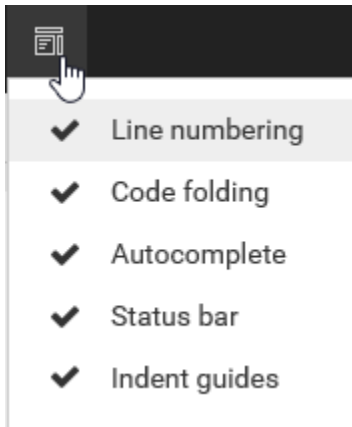 Line numbering
Code folding
Autocomplete
Status bar
Indent guides